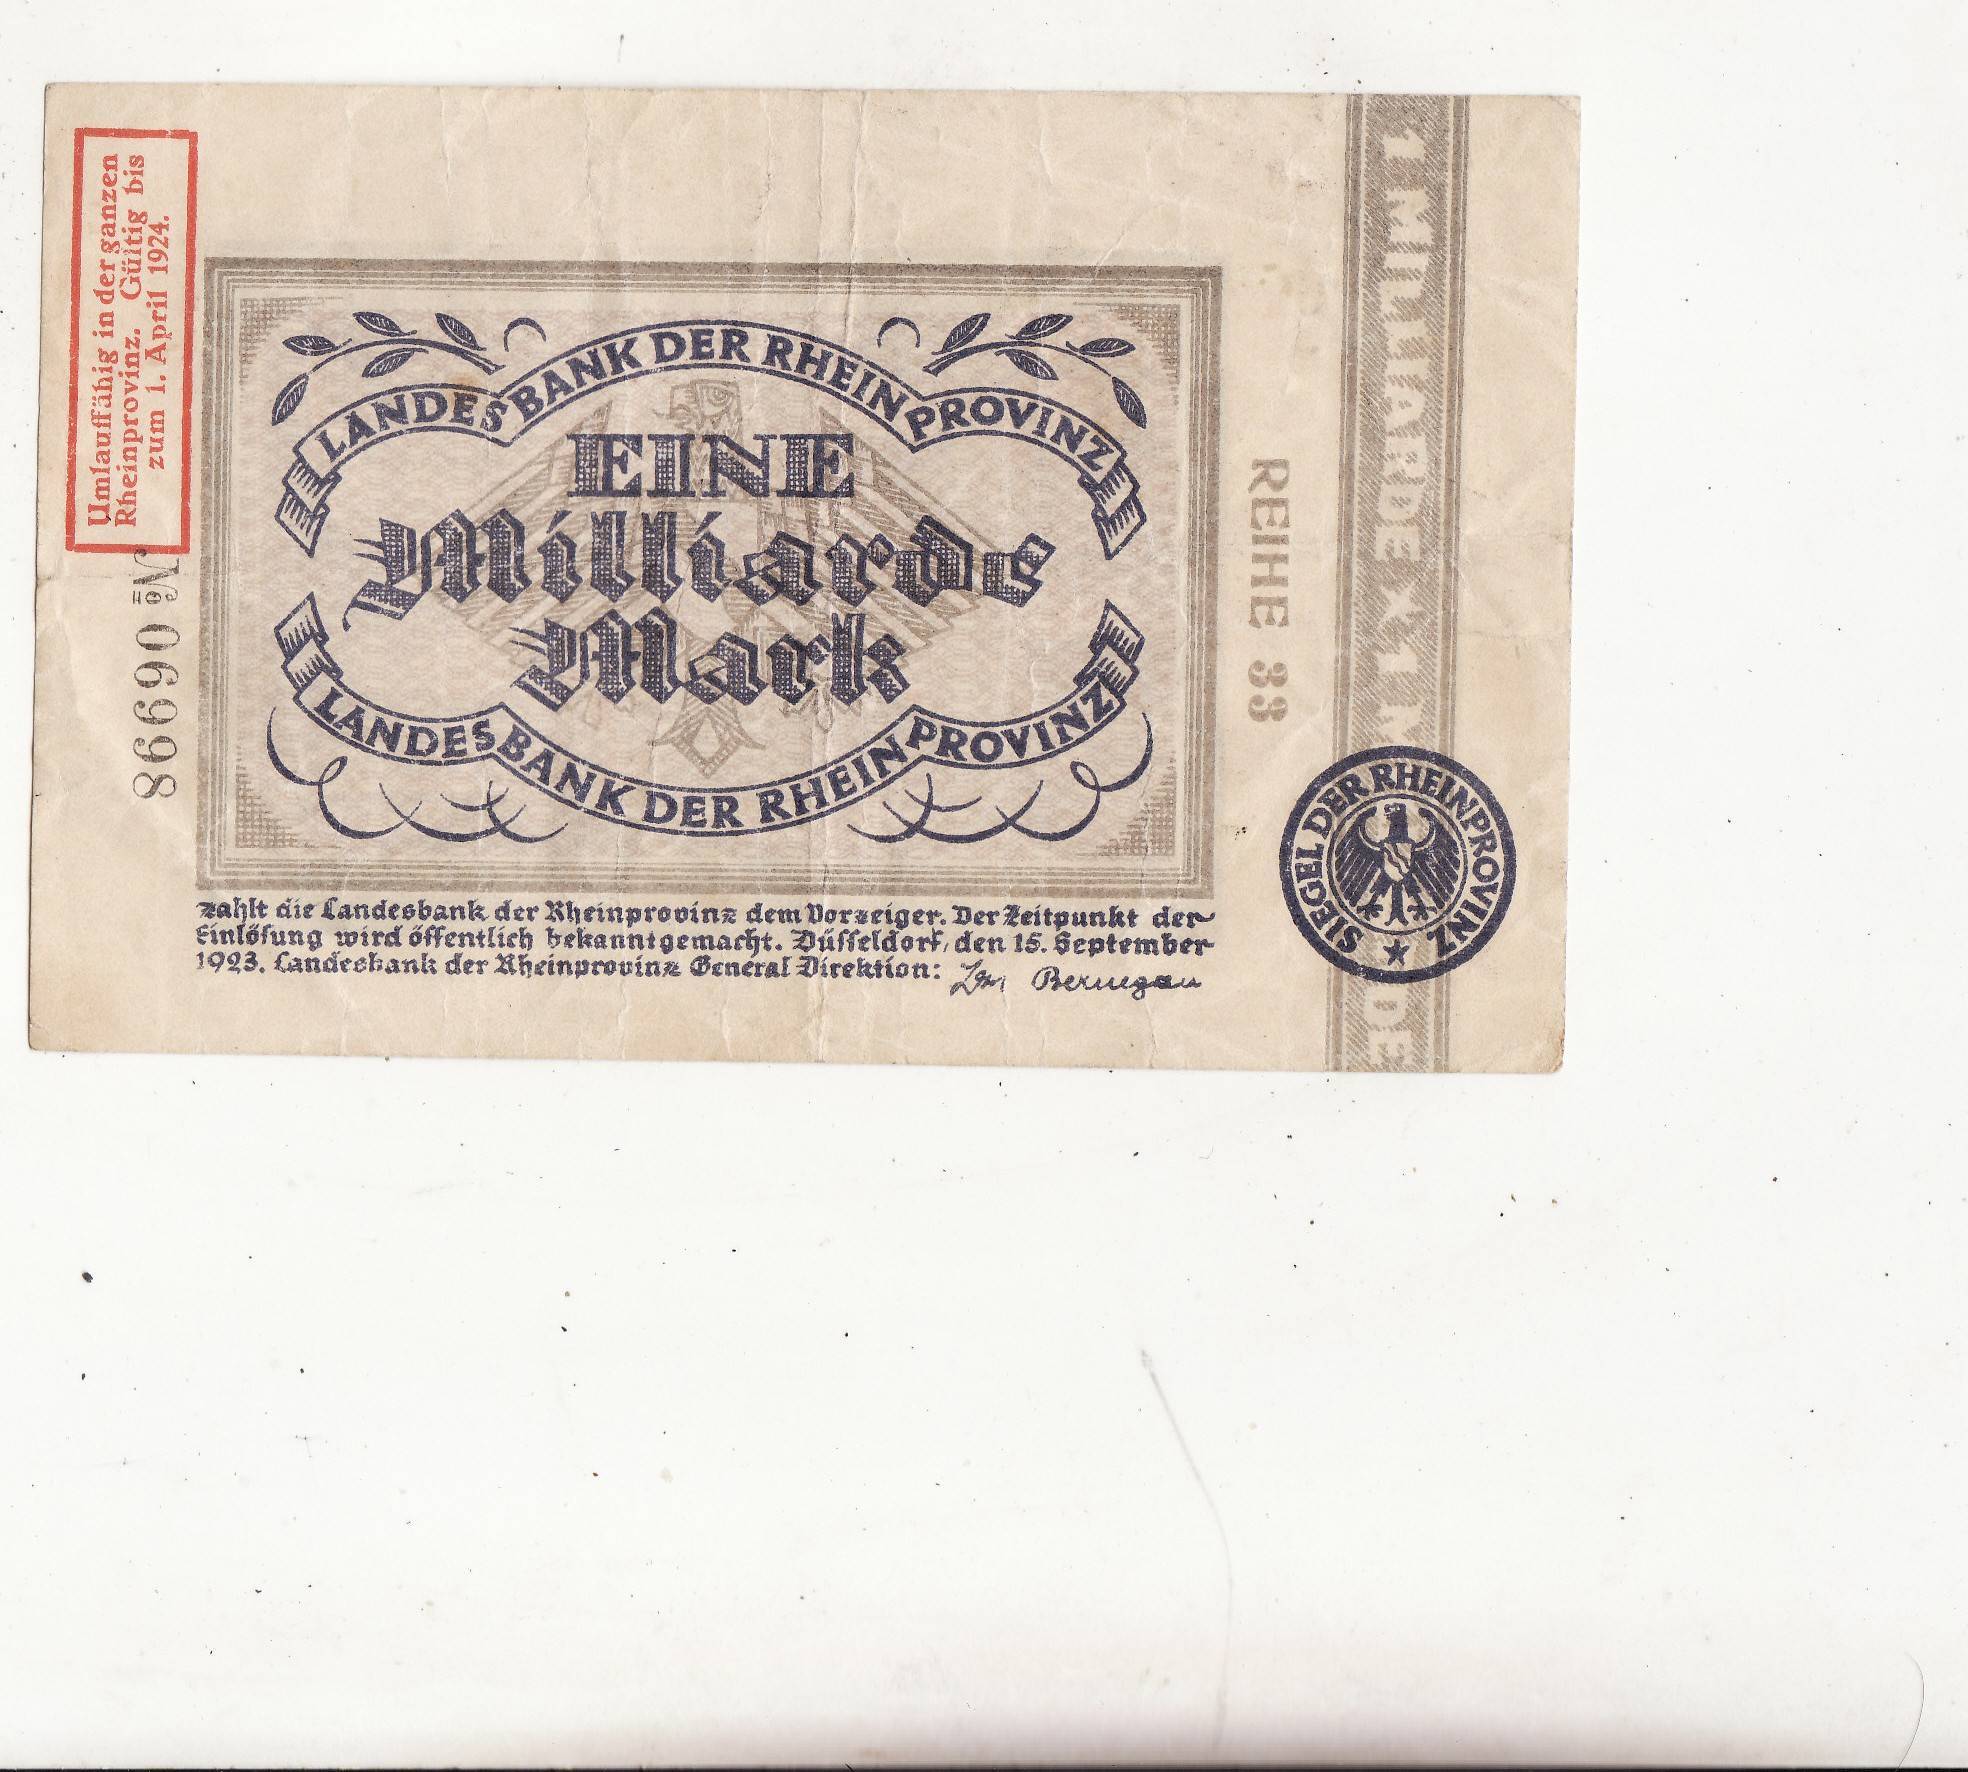 Umlauffähig in der ganzen
Rheinprovinz. Gültig bis
zum 1. April 1924.
№ 066998
LANDESBANK DER RHEINPROVINZ
EINE
Milliarde
Mark
LANDESBANK DER RHEINPROVINZ
zahlt die Landesbank der Rheinprovinz dem Vorzeiger. Der Zeitpunkt der
Einlösung wird öffentlich bekanntgemacht. Düsseldorf, den 15. September
1923. Landesbank der Rheinprovinz General Direktion:
Bernegau
REIHE 33
1 MILLIARDE X 1 M
DE
SIEGEL DER RHEINPROVINZ